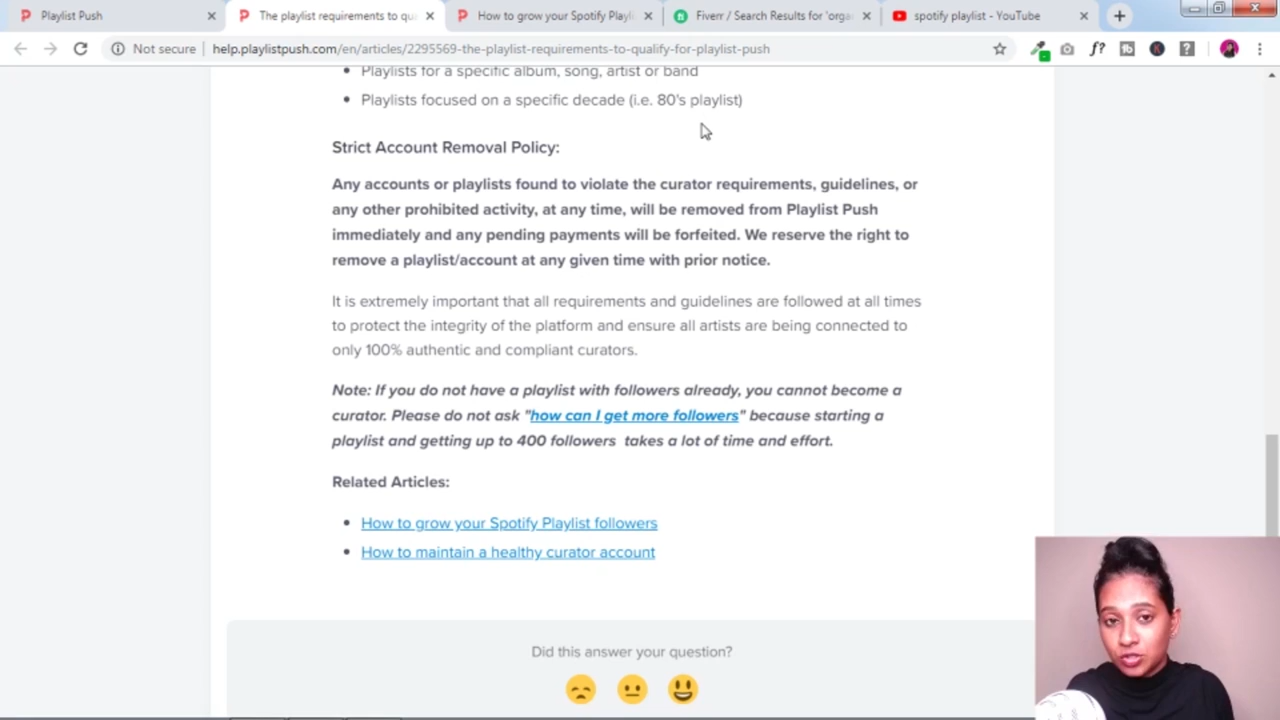 Playlist Push
The playlist requirements to qu
How to grow your Spotify Playli
Fiverr / Search Results for 'orga
spotify playlist - YouTube
Not secure
help.playlistpush.com/en/articles/2295569-the-playlist-requirements-to-qualify-for-playlist-push
f?
Playlists for a specific album, song, artist or band
Playlists focused on a specific decade (i.e. 80's playlist)
Strict Account Removal Policy:
Any accounts or playlists found to violate the curator requirements, guidelines, or
any other prohibited activity, at any time, will be removed from Playlist Push
immediately and any pending payments will be forfeited. We reserve the right to
remove a playlist/account at any given time with prior notice.
It is extremely important that all requirements and guidelines are followed at all times
to protect the integrity of the platform and ensure all artists are being connected to
only 100% authentic and compliant curators.
Note: If you do not have a playlist with followers already, you cannot become a
curator. Please do not ask "how can I get more followers" because starting a
playlist and getting up to 400 followers takes a lot of time and effort.
Related Articles:
How to grow your Spotify Playlist followers
How to maintain a healthy curator account
Did this answer your question?